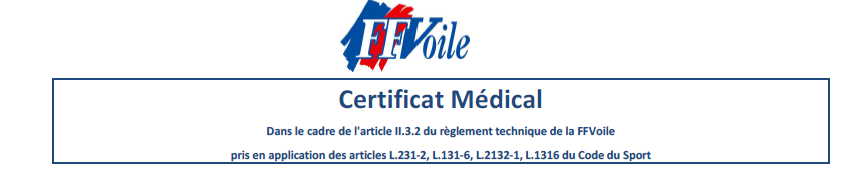 FFVoile
Certificat Médical
Dans le cadre de l'article II.3.2 du règlement technique de la FFVoile
pris en application des articles L.231-2, L.131-6, L.2132-1, L.1316 du Code du Sport